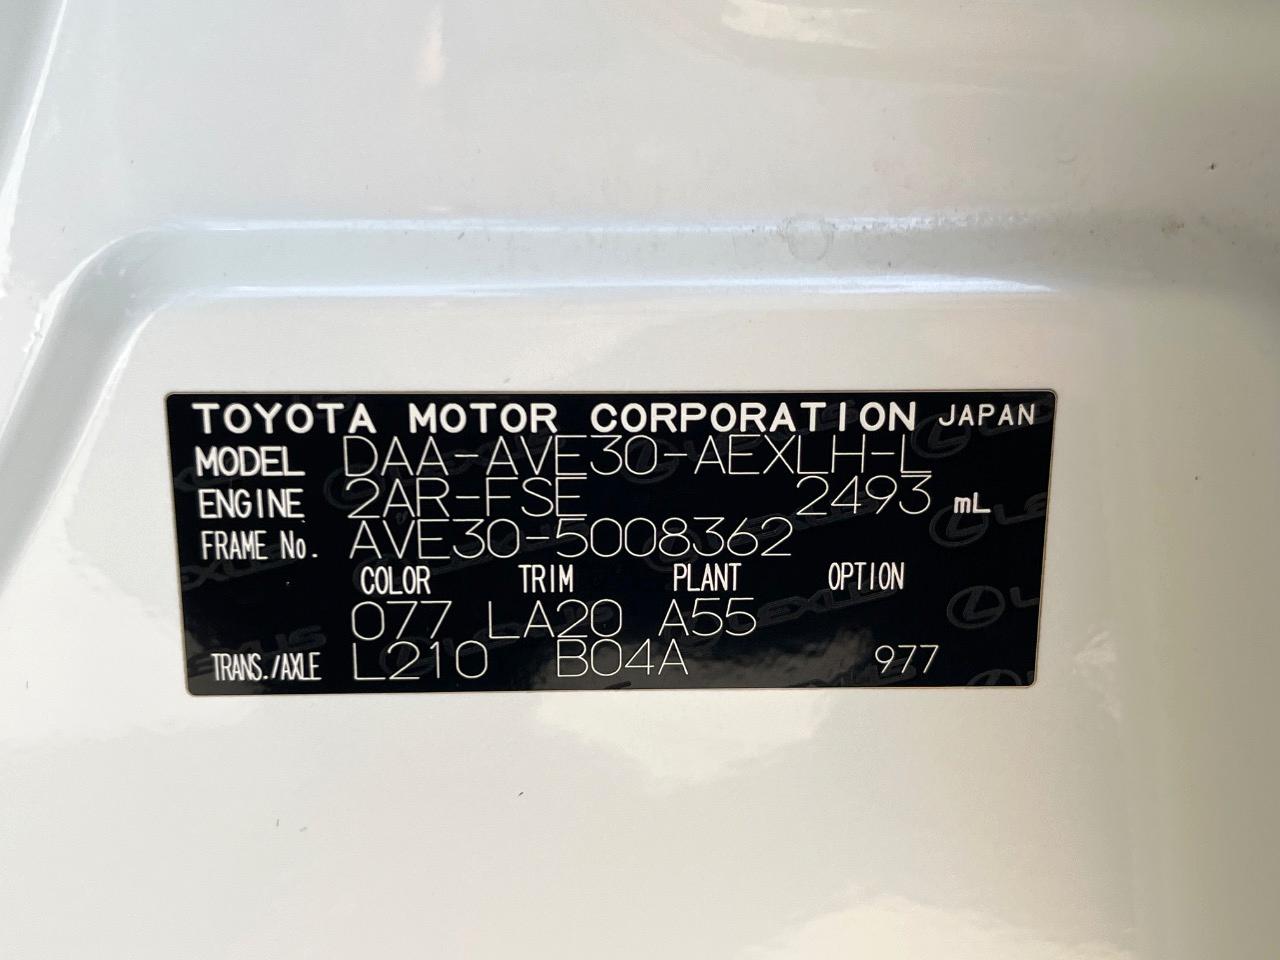 TOYOTA MOTOR CORPORATION JAPAN
MODEL DAA-AVE30-AEXLH-L
ENGINE 2AR-FSE 2493 mL
FRAME No. AVE30-5008362
COLOR TRIM PLANT OPTION
077 LA20 A55
TRANS./AXLE L210 B04A 977